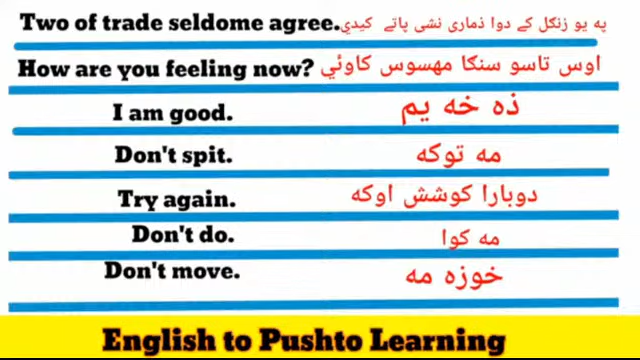 Two of trade seldome agree. په یو زنګل کے دوا ذماری نشی پاتے کیدي
How are you feeling now? اوس تاسو سنګا مهسوس کاوئي
I am good. ذه خه یم
Don't spit. مه توکه
Try again. دوبارا کوشش اوکه
Don't do. مه کوا
Don't move. خوزه مه
English to Pushto Learning